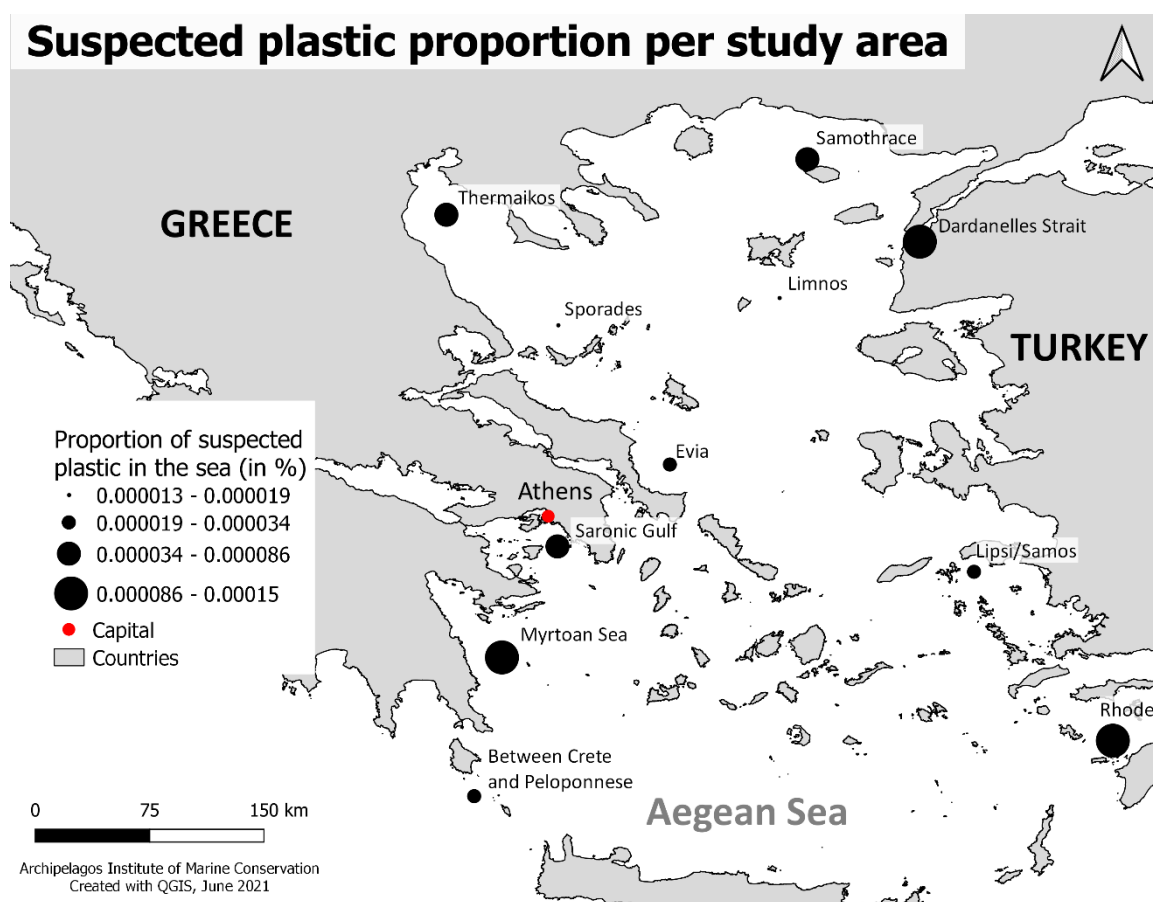 Suspected plastic proportion per study area
Samothrace
Thermaikos
GREECE
Dardanelles Strait
Limnos
Sporades
TURKEY
Proportion of suspected
plastic in the sea (in %)
0.000013 - 0.000019
0.000019 - 0.000034
0.000034 - 0.000086
0.000086 - 0.00015
Capital
Countries
Evia
Athens
Saronic Gulf
Lipsi/Samos
Myrtoan Sea
Rhode
Between Crete
and Peloponnese
Aegean Sea
0 75 150 km
Archipelagos Institute of Marine Conservation
Created with QGIS, June 2021